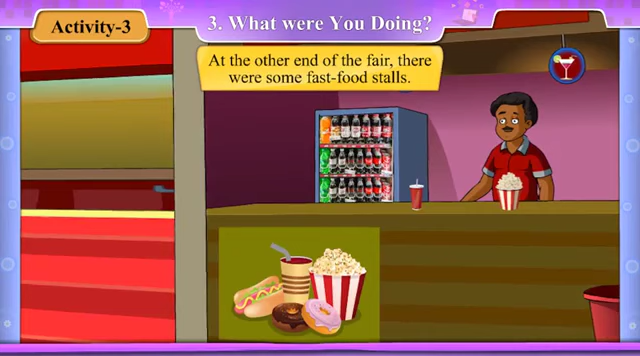 Activity-3
3. What were You Doing?
At the other end of the fair, there
were some fast-food stalls.